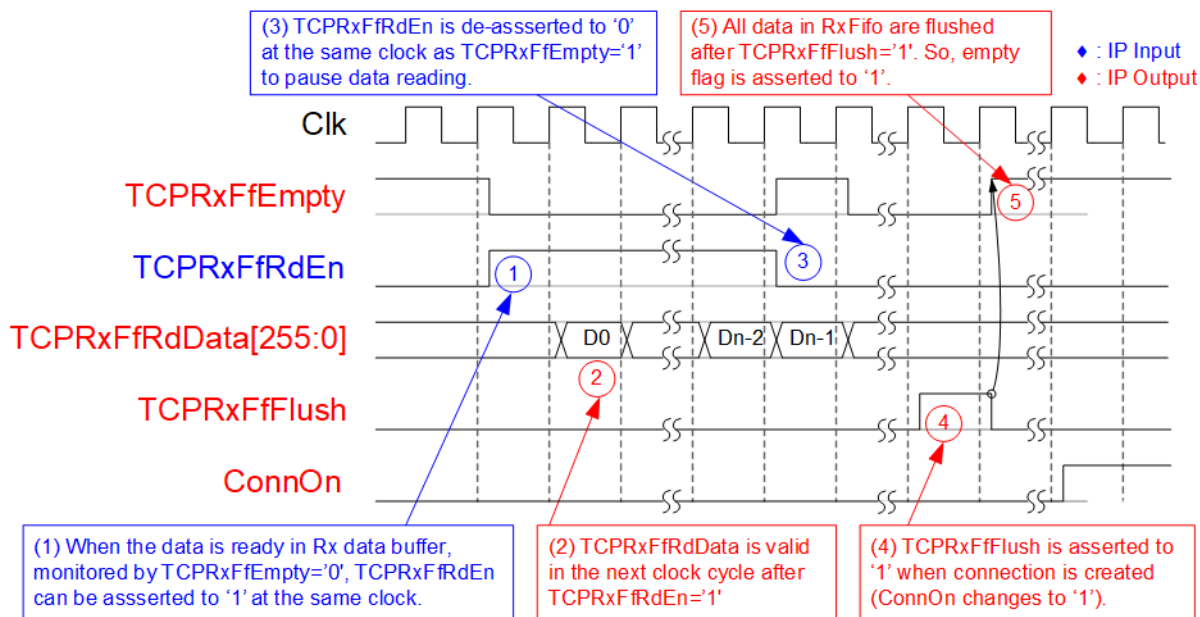 (3) TCPRxFfRdEn is de-assserted to ‘0’
at the same clock as TCPRxFfEmpty=‘1’
to pause data reading.
(5) All data in RxFifo are flushed
after TCPRxFfFlush=’1'. So, empty
flag is asserted to ‘1’.
♦ : IP Input
♦ : IP Output
Clk
TCPRxFfEmpty
5
TCPRxFfRdEn
1
3
TCPRxFfRdData[255:0]
D0
Dn-2
Dn-1
2
TCPRxFfFlush
4
ConnOn
(1) When the data is ready in Rx data buffer,
monitored by TCPRxFfEmpty=’0', TCPRxFfRdEn
can be assserted to ‘1’ at the same clock.
(2) TCPRxFfRdData is valid
in the next clock cycle after
TCPRxFfRdEn=’1'
(4) TCPRxFfFlush is asserted to
‘1’ when connection is created
(ConnOn changes to ‘1’).